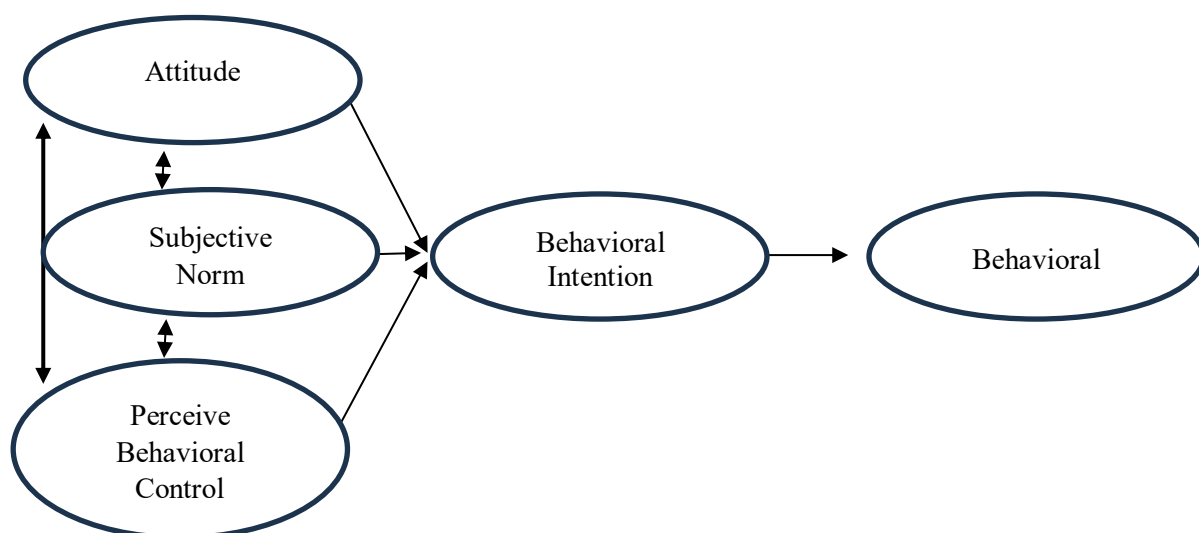 Attitude
Subjective
Norm
Perceive
Behavioral
Control
Behavioral
Intention
Behavioral